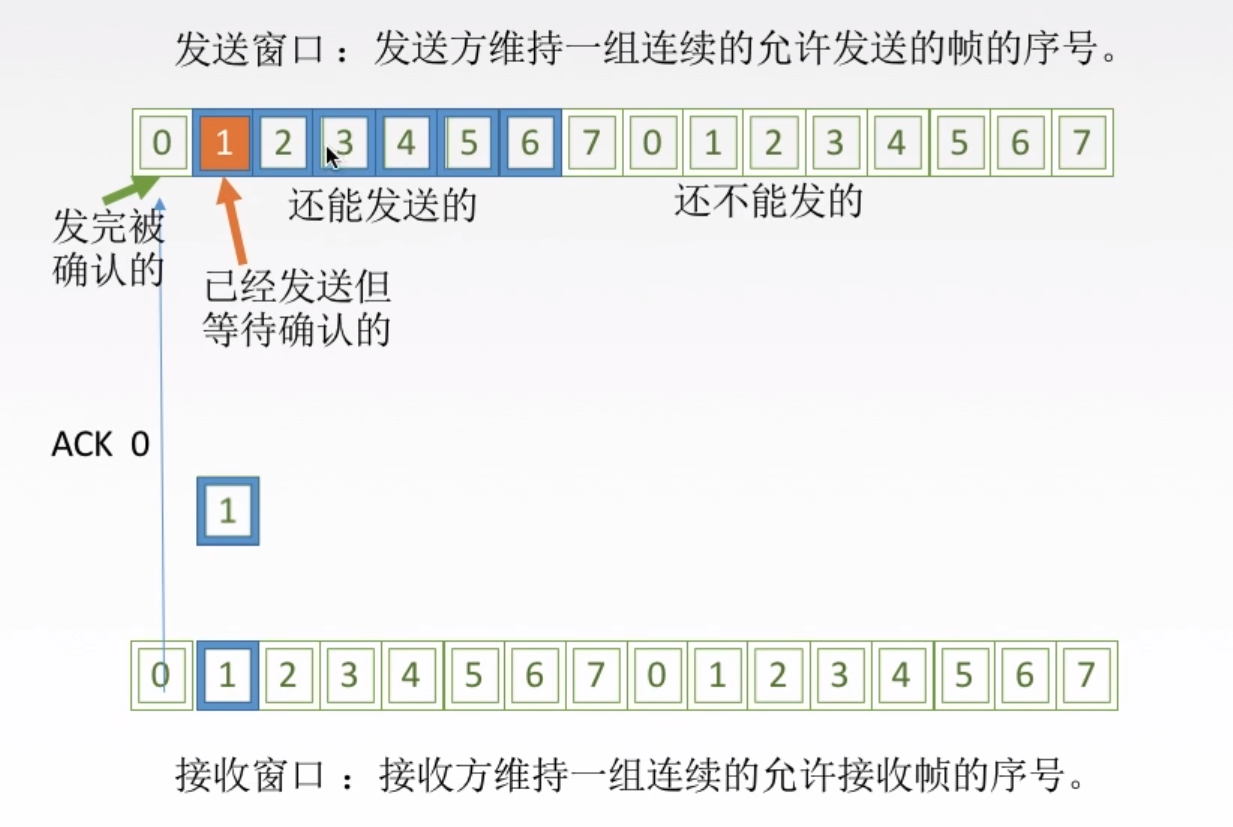 发送窗口：发送方维持一组连续的允许发送的帧的序号。
0 1 2 3 4 5 6 7 0 1 2 3 4 5 6 7
还能发送的
还不能发的
发完被
确认的
已经发送但
等待确认的
ACK 0
1
0 1 2 3 4 5 6 7 0 1 2 3 4 5 6 7
接收窗口：接收方维持一组连续的允许接收帧的序号。